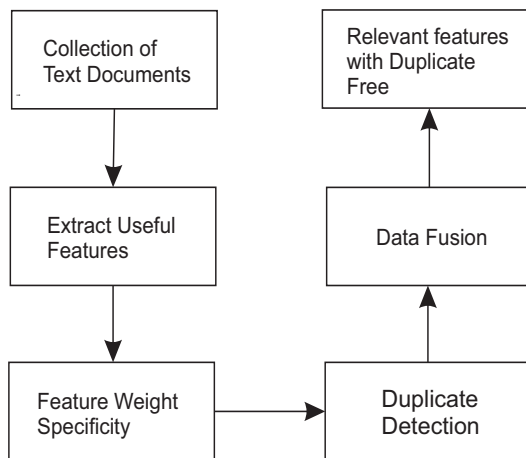 Collection of
Text Documents
Extract Useful
Features
Feature Weight
Specificity
Duplicate
Detection
Data Fusion
Relevant features
with Duplicate
Free